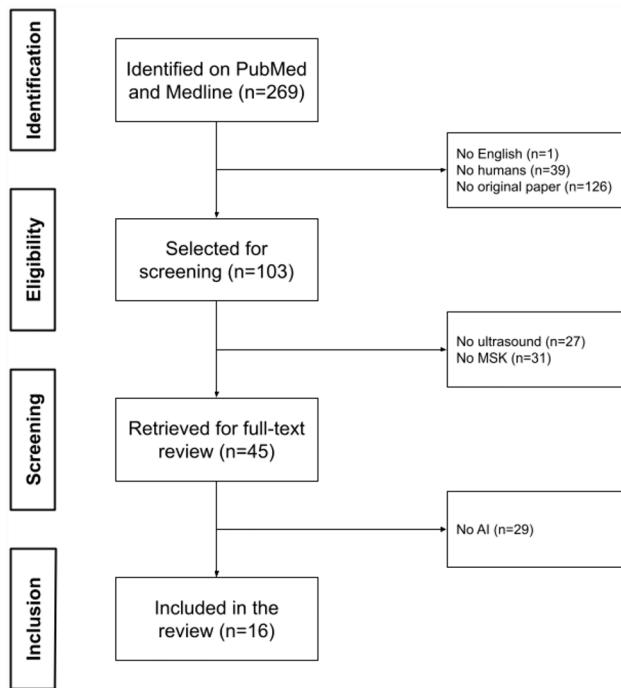 Identification
Identified on PubMed
and Medline (n=269)
No English (n=1)
No humans (n=39)
No original paper (n=126)
Eligibility
Selected for
screening (n=103)
No ultrasound (n=27)
No MSK (n=31)
Screening
Retrieved for full-text
review (n=45)
No AI (n=29)
Inclusion
Included in the
review (n=16)